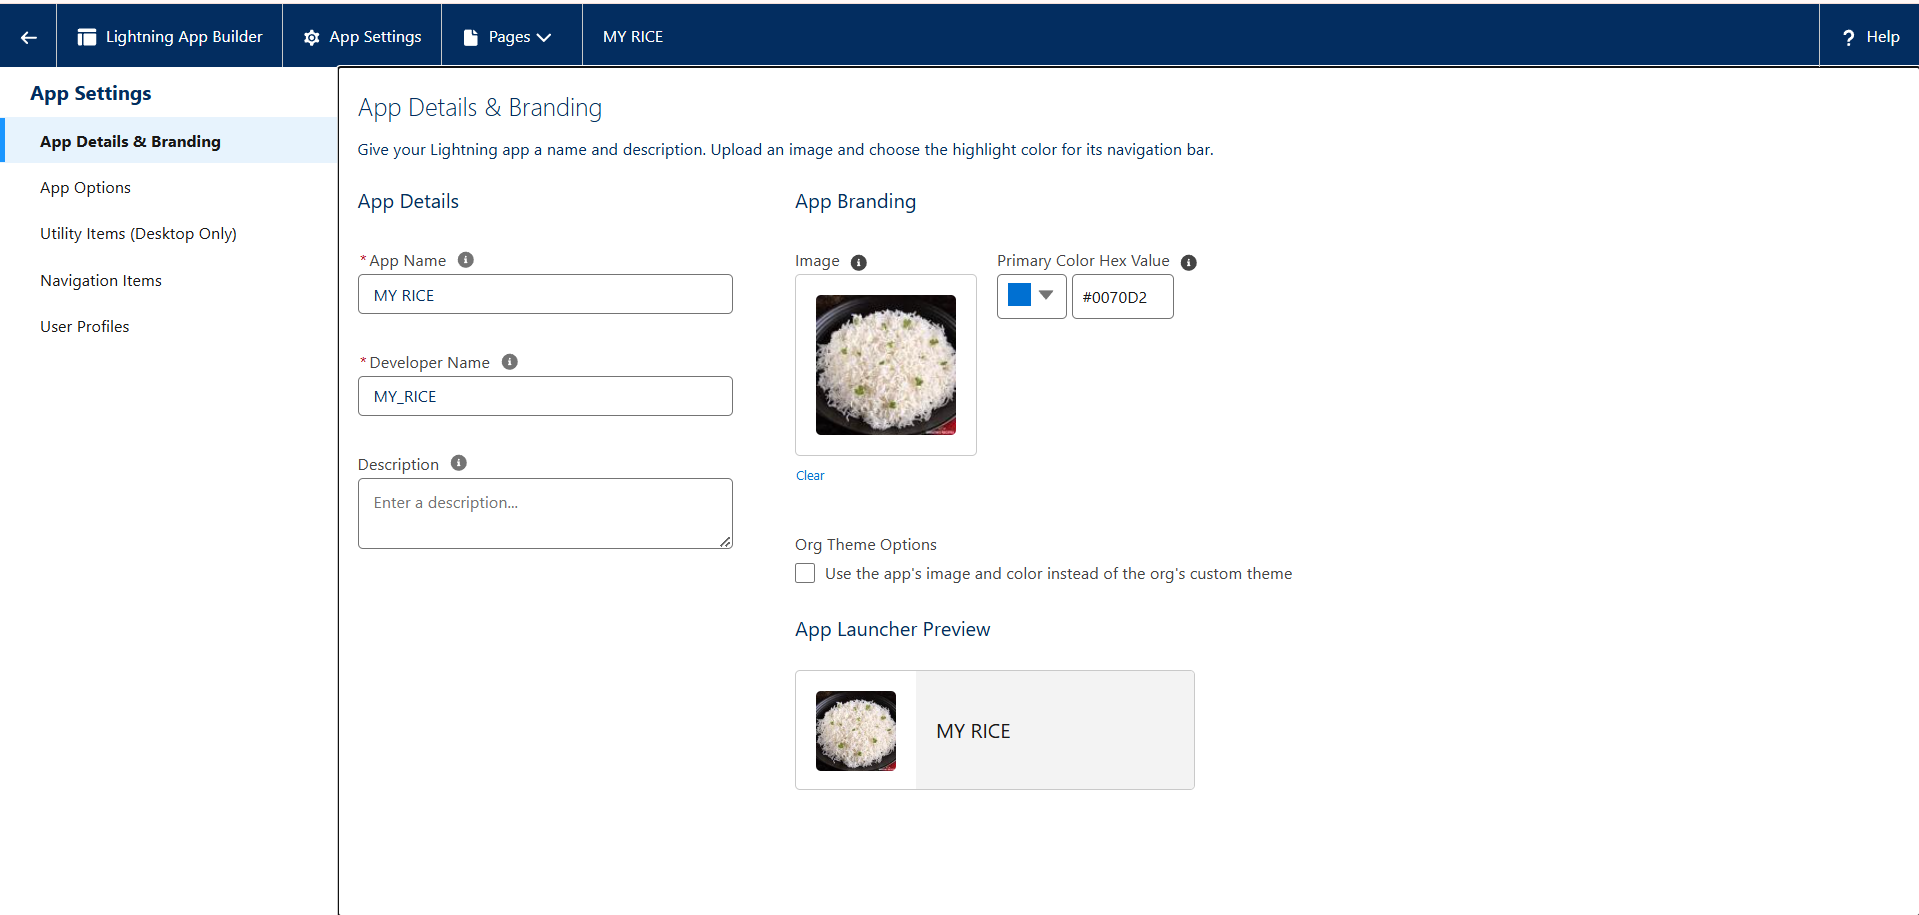 Lightning App Builder
App Settings
Pages
MY RICE
? Help
App Settings
App Details & Branding
App Options
Utility Items (Desktop Only)
Navigation Items
User Profiles
App Details & Branding
Give your Lightning app a name and description. Upload an image and choose the highlight color for its navigation bar.
App Details
*App Name
MY RICE
*Developer Name
MY_RICE
Description
Enter a description...
App Branding
Image
Clear
Primary Color Hex Value
#0070D2
Org Theme Options
Use the app's image and color instead of the org's custom theme
App Launcher Preview
MY RICE